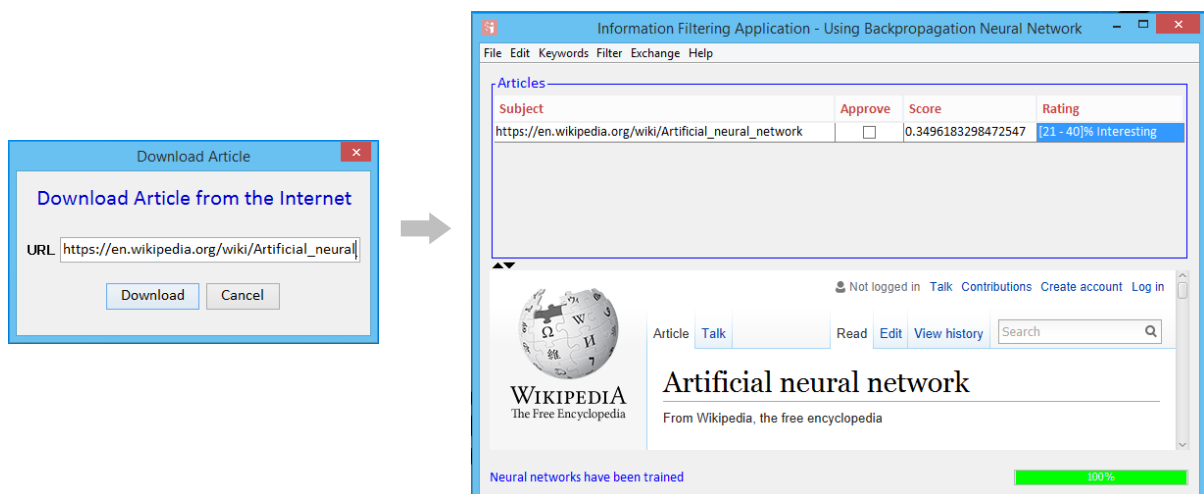 Download Article
Download Article from the Internet
URL https://en.wikipedia.org/wiki/Artificial_neural
Download Cancel
Information Filtering Application - Using Backpropagation Neural Network
File Edit Keywords Filter Exchange Help
Articles
Subject Approve Score Rating
https://en.wikipedia.org/wiki/Artificial_neural_network 0.3496183298472547 [21 - 40]% Interesting
Not logged in Talk Contributions Create account Log in
Article Talk Read Edit View history Search
WIKIPEDIA
The Free Encyclopedia
Artificial neural network
From Wikipedia, the free encyclopedia
Neural networks have been trained 100%